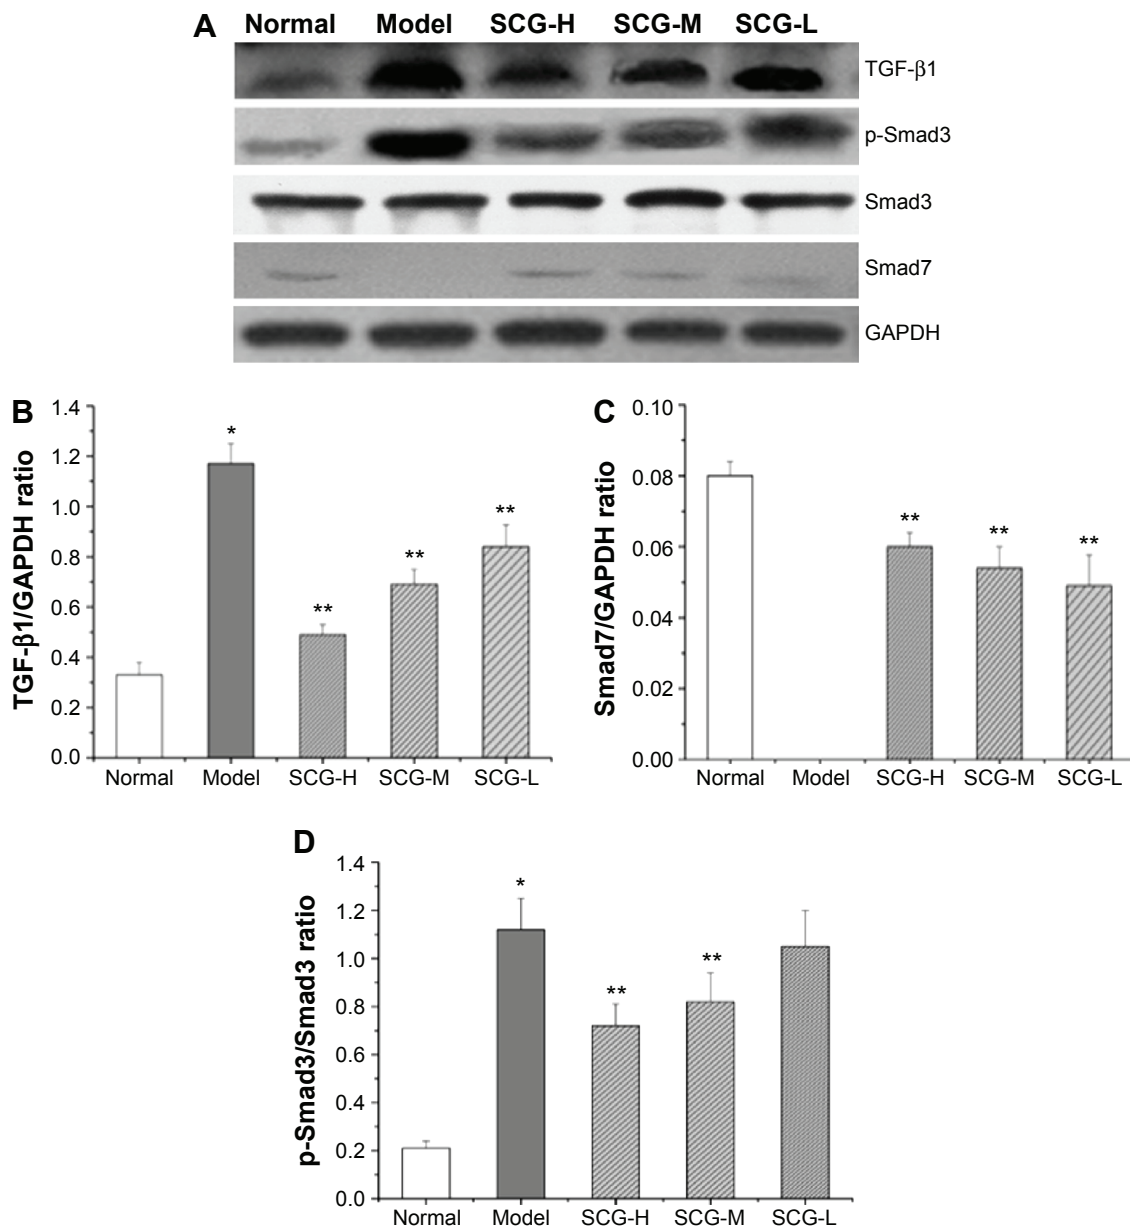 A
Normal Model SCG-H SCG-M SCG-L
TGF-β1
p-Smad3
Smad3
Smad7
GAPDH
B
TGF-β1/GAPDH ratio
1.4
1.2
1.0
0.8
0.6
0.4
0.2
0.0
*
**
**
**
Normal Model SCG-H SCG-M SCG-L
C
Smad7/GAPDH ratio
0.10
0.08
0.06
0.04
0.02
0.00
**
**
**
Normal Model SCG-H SCG-M SCG-L
D
p-Smad3/Smad3 ratio
1.4
1.2
1.0
0.8
0.6
0.4
0.2
0.0
*
**
**
Normal Model SCG-H SCG-M SCG-L